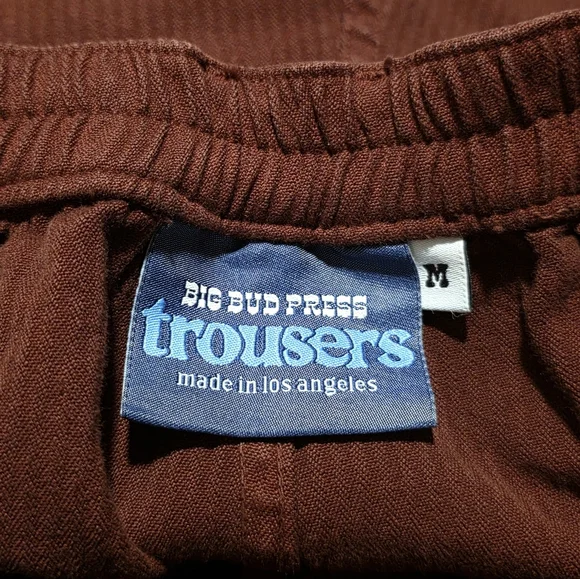 BIG BUD PRESS
trousers
made in los angeles
M